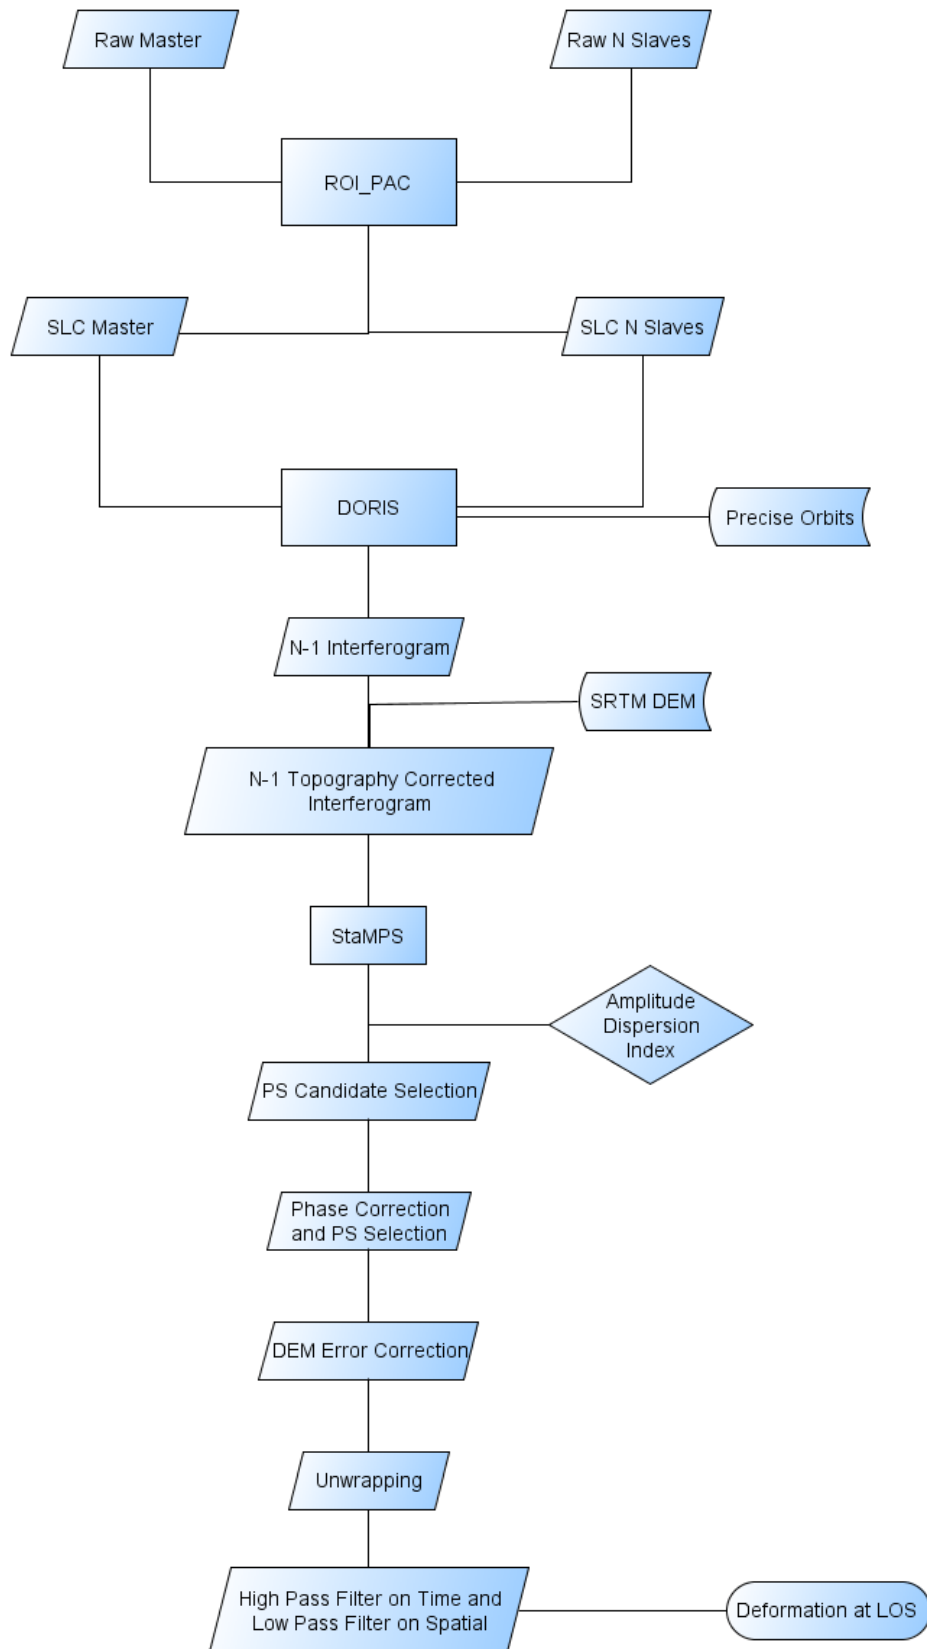 Raw Master
Raw N Slaves
ROI_PAC
SLC Master
SLC N Slaves
DORIS
Precise Orbits
N-1 Interferogram
SRTM DEM
N-1 Topography Corrected
Interferogram
StaMPS
Amplitude
Dispersion
Index
PS Candidate Selection
Phase Correction
and PS Selection
DEM Error Correction
Unwrapping
High Pass Filter on Time and
Low Pass Filter on Spatial
Deformation at LOS